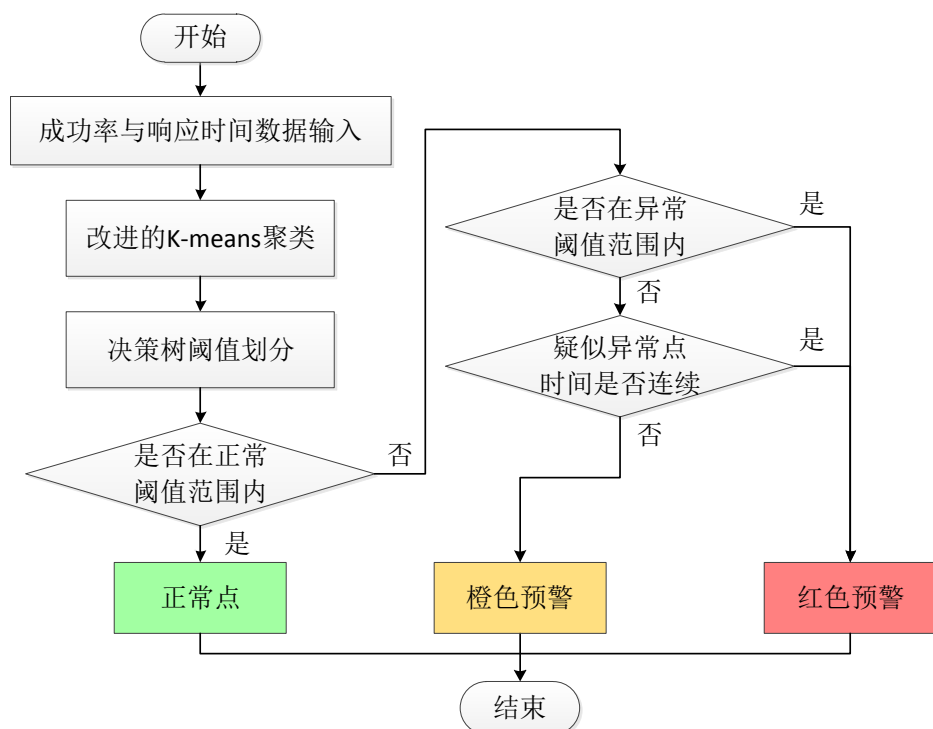 开始
成功率与响应时间数据输入
改进的K-means聚类
决策树阈值划分
是否在正常
阈值范围内
否
是
是否在异常
阈值范围内
是
否
疑似异常点
时间是否连续
是
否
正常点
橙色预警
红色预警
结束